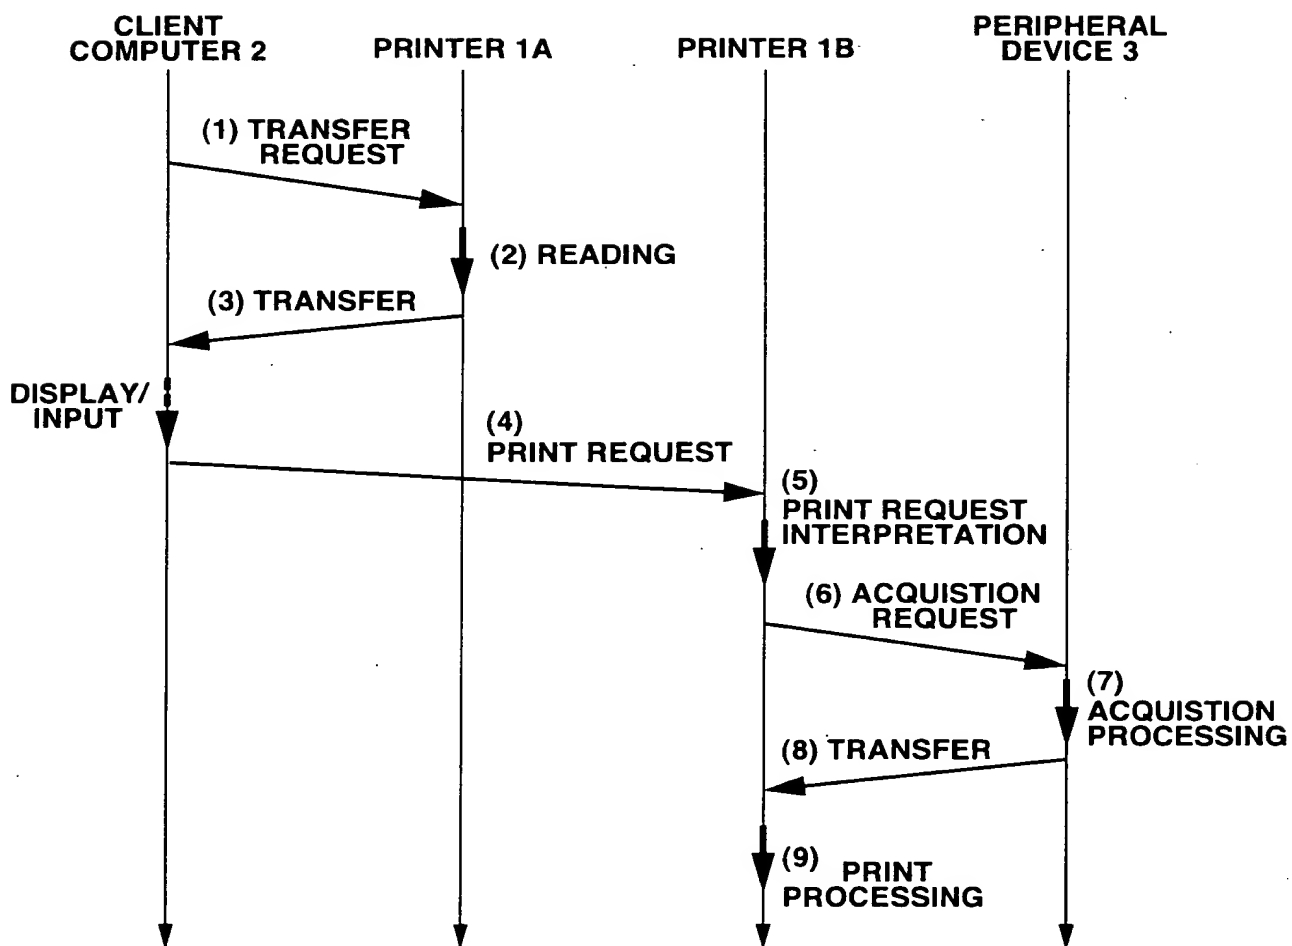 CLIENT
COMPUTER 2
PRINTER 1A
PRINTER 1B
PERIPHERAL
DEVICE 3
(1) TRANSFER
REQUEST
(2) READING
(3) TRANSFER
DISPLAY/
INPUT
(4)
PRINT REQUEST
(5)
PRINT REQUEST
INTERPRETATION
(6) ACQUISTION
REQUEST
(7)
ACQUISTION
PROCESSING
(8) TRANSFER
(9) PRINT
PROCESSING